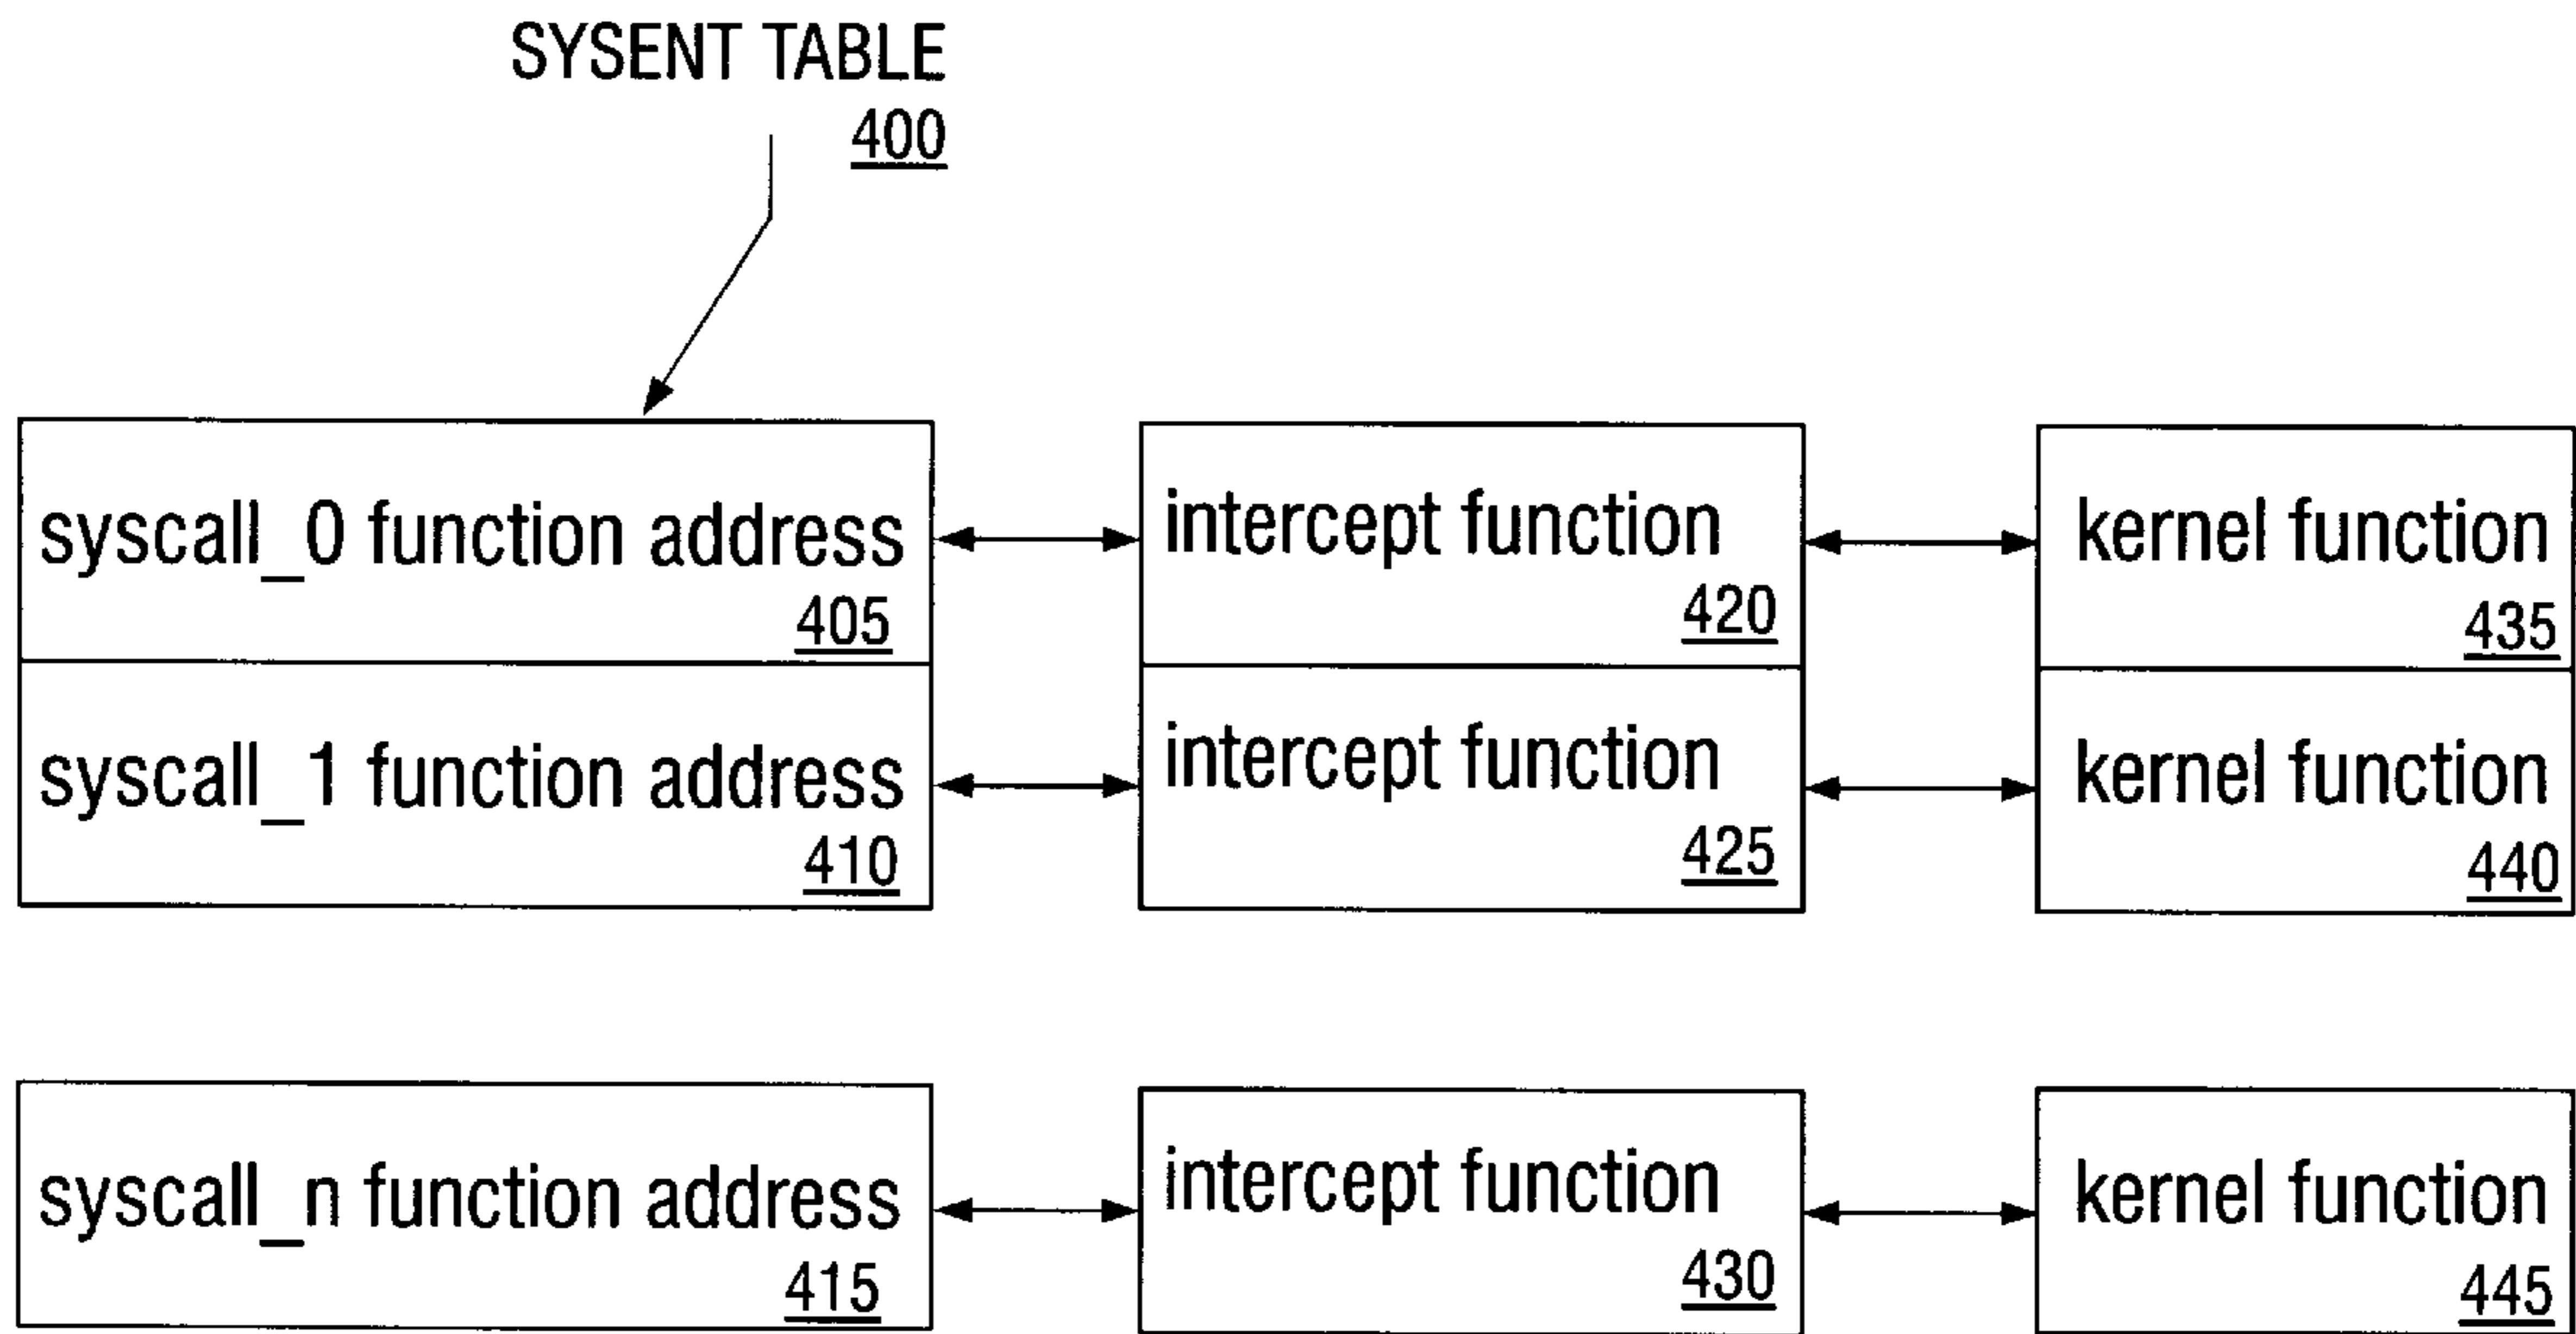 SYSENT TABLE
400
syscall_0 function address
405
intercept function
420
kernel function
435
syscall_1 function address
410
intercept function
425
kernel function
440
syscall_n function address
415
intercept function
430
kernel function
445